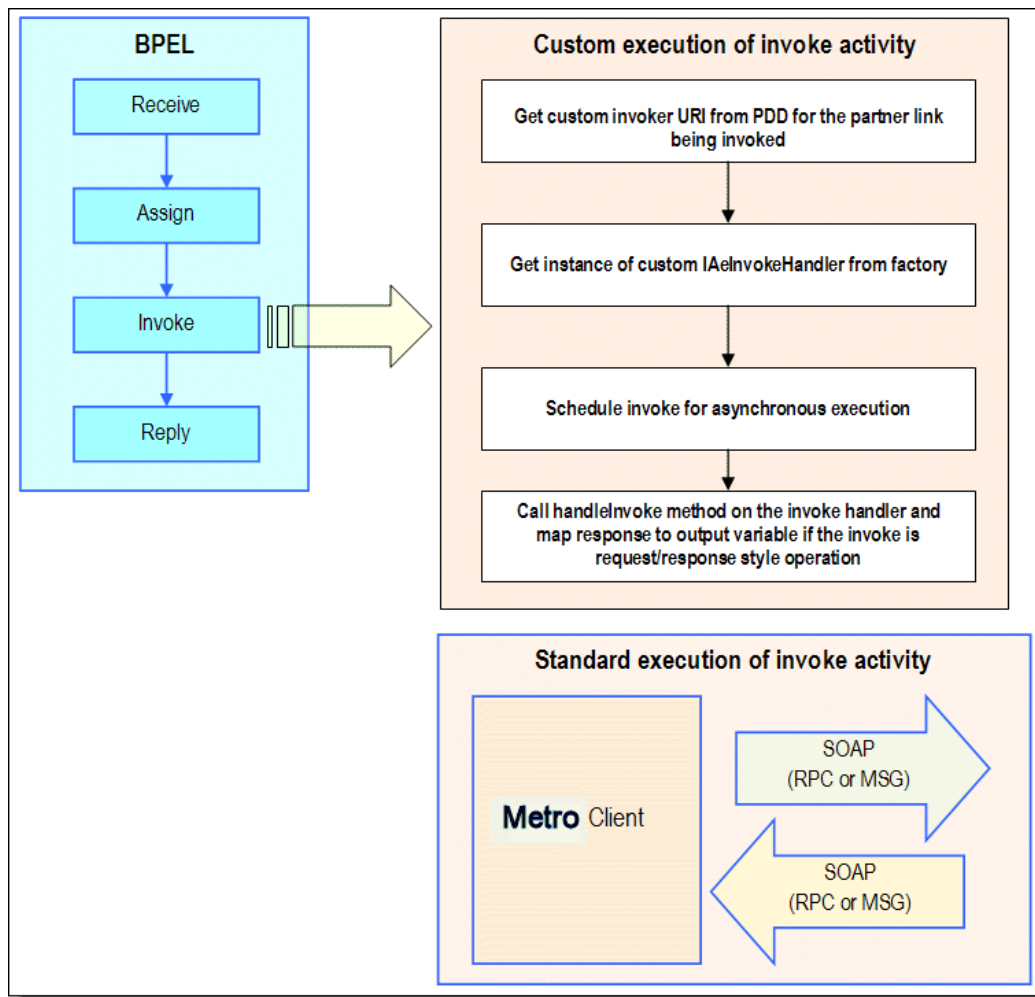 BPEL
Receive
Assign
Invoke
Reply
Custom execution of invoke activity
Get custom invoker URI from PDD for the partner link
being invoked
Get instance of custom IAeInvokeHandler from factory
Schedule invoke for asynchronous execution
Call handleInvoke method on the invoke handler and
map response to output variable if the invoke is
request/response style operation
Standard execution of invoke activity
Metro Client
SOAP
(RPC or MSG)
SOAP
(RPC or MSG)